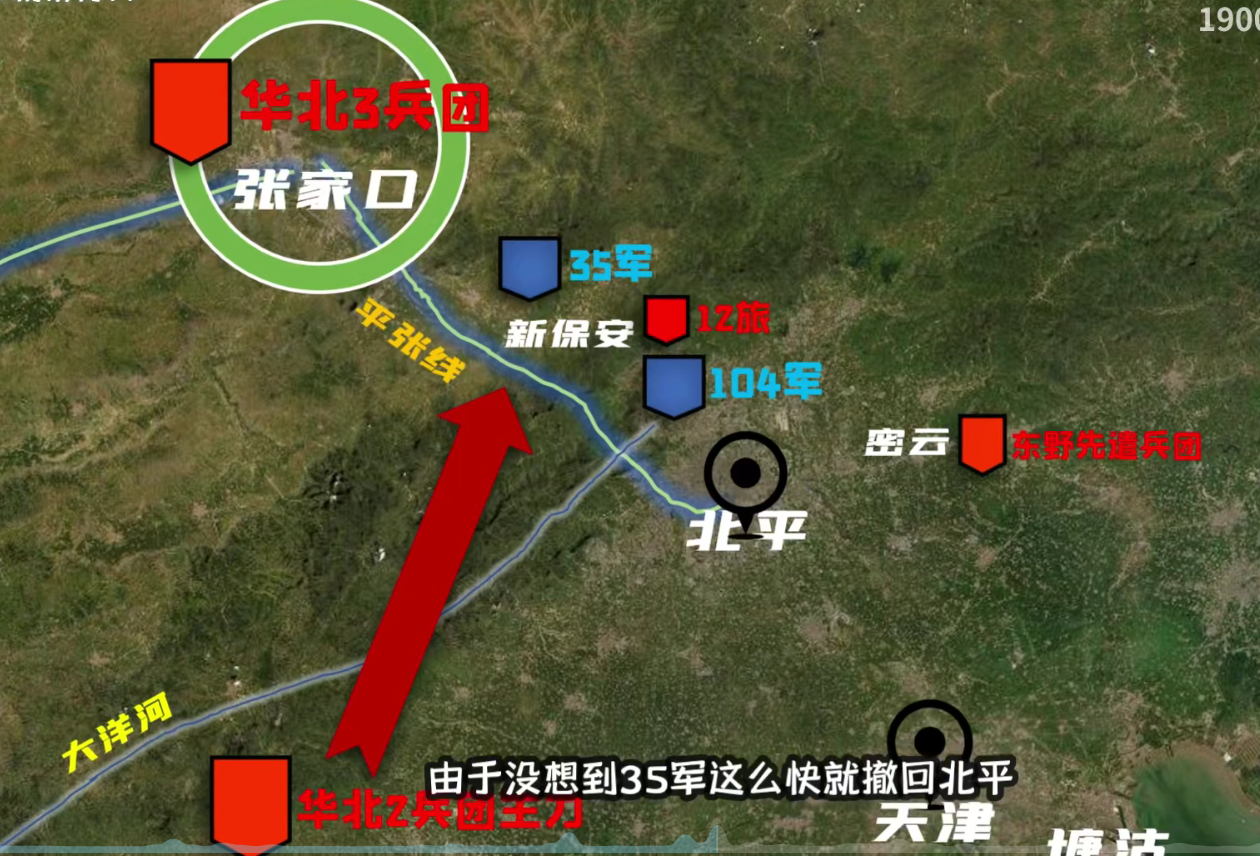 1900
华北3兵团
张家口
35军
平张线
新保安
12旅
104军
密云
东野先遣兵团
北平
大洋河
由于没想到35军这么快就撤回北平
华北2兵团主力
天津
塘沽